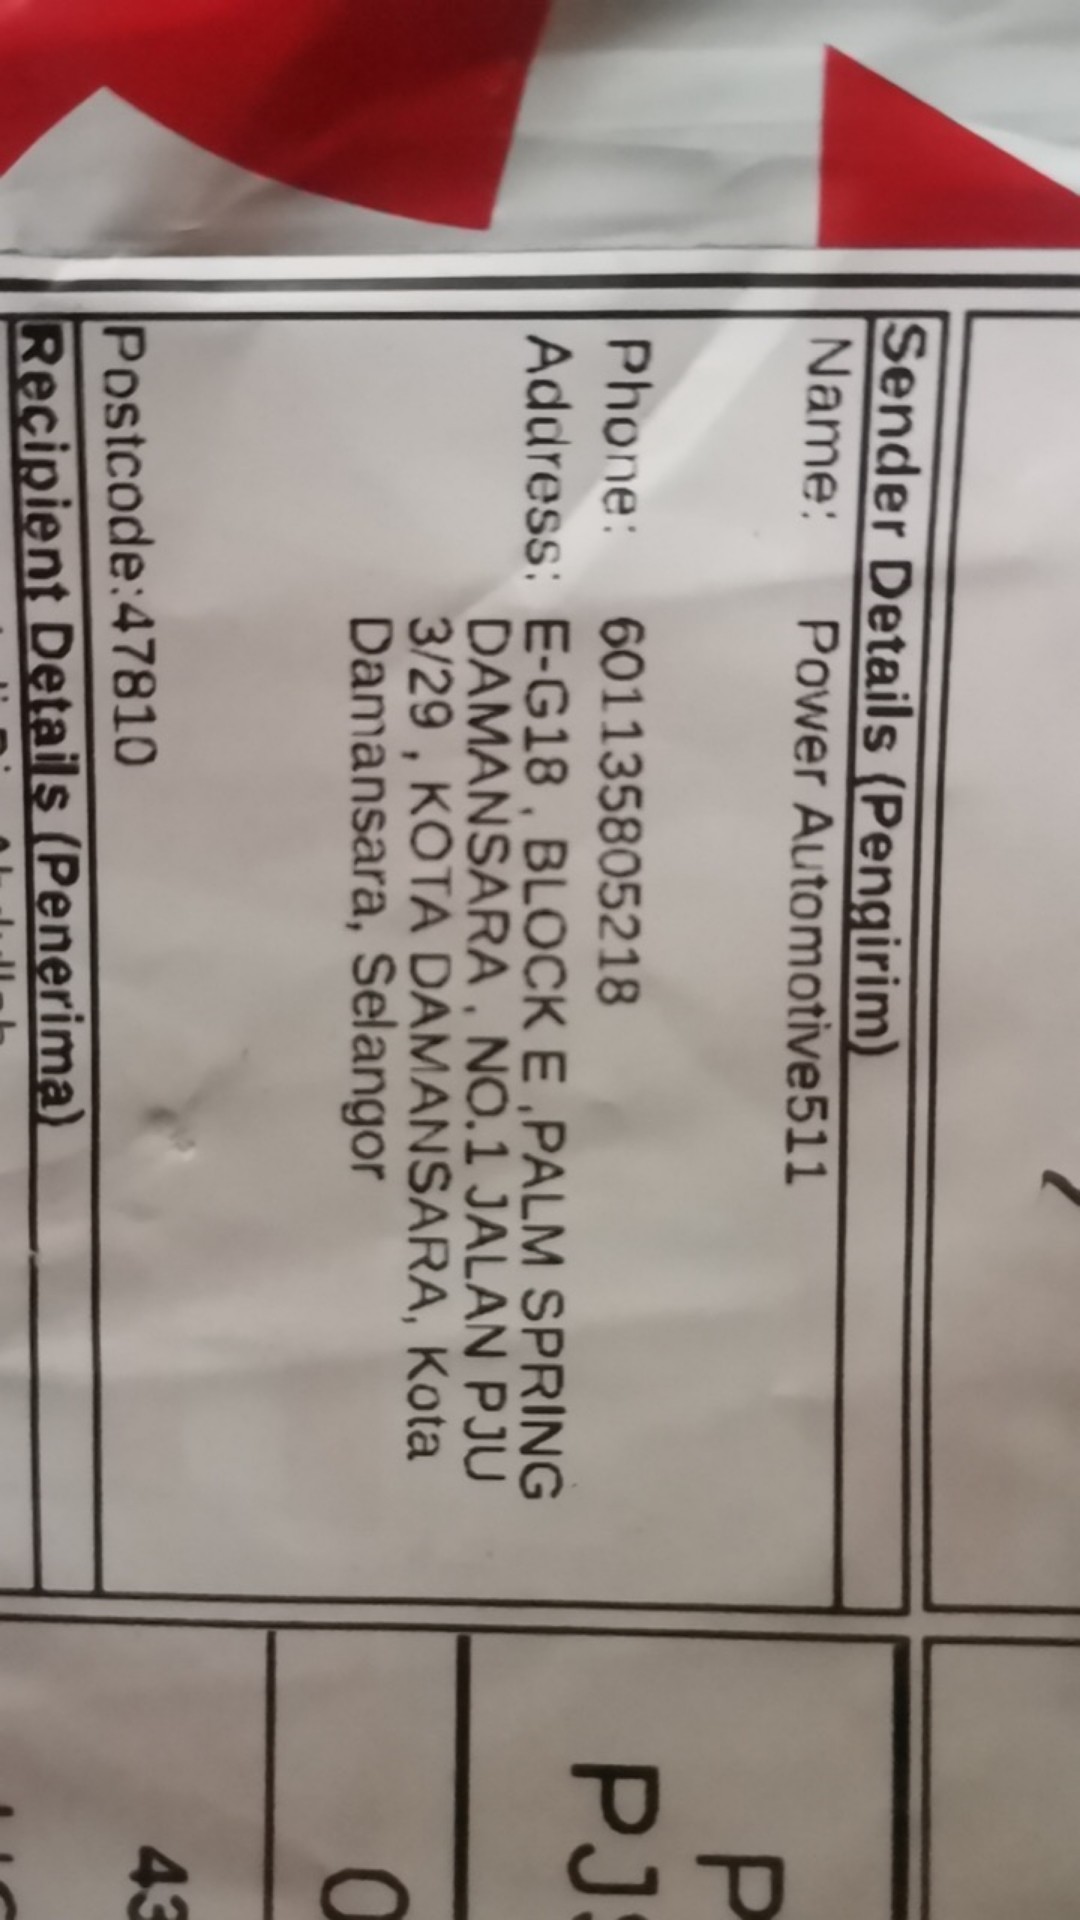 Sender Details (Pengirim)
Name: Power Automotive511
Phone: 601135805218
Address: E-G18 , BLOCK E ,PALM SPRING
DAMANSARA , NO.1 JALAN PJU
3/29 , KOTA DAMANSARA, Kota
Damansara, Selangor
Postcode:47810
Recipient Details (Penerima)